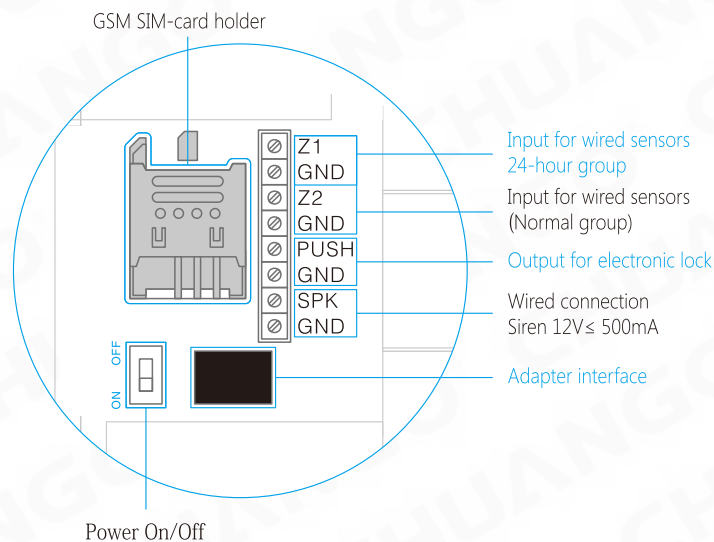 GSM SIM-card holder
Z1
GND
Z2
GND
PUSH
GND
SPK
GND
Input for wired sensors
24-hour group
Input for wired sensors
(Normal group)
Output for electronic lock
Wired connection
Siren 12V≤ 500mA
Adapter interface
OFF
ON
Power On/Off
CHUANGO